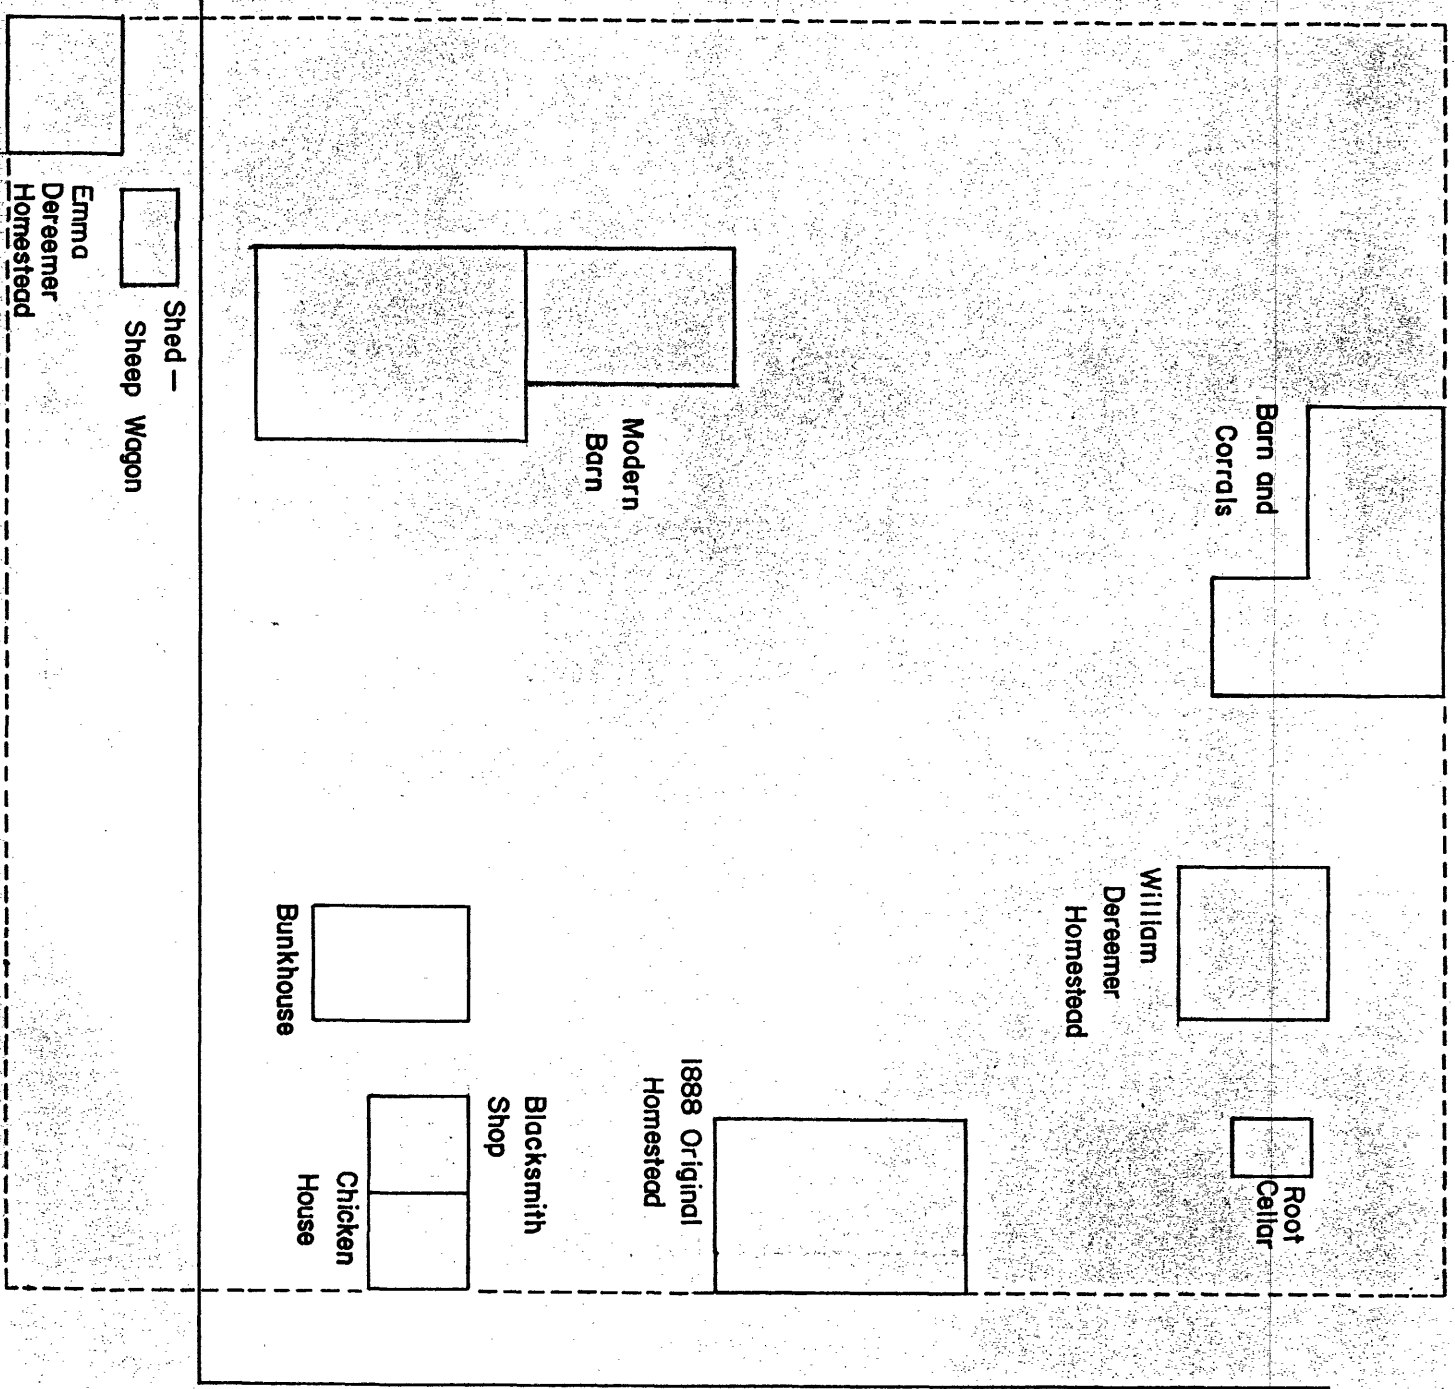 Barn and
Corrals
William
Dereemer
Homestead
Root
Cellar
Modern
Barn
1888 Original
Homestead
Blacksmith
Shop
Chicken
House
Bunkhouse
Shed —
Sheep Wagon
Emma
Dereemer
Homestead